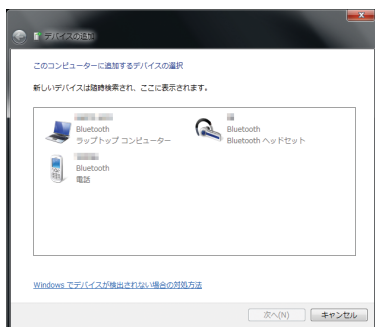 デバイスの追加
このコンピューターに追加するデバイスの選択
新しいデバイスは随時検索され、ここに表示されます。
Bluetooth
ラップトップ コンピューター
Bluetooth
Bluetooth ヘッドセット
Bluetooth
電話
Windows でデバイスが検出されない場合の対処方法
次へ(N)
キャンセル